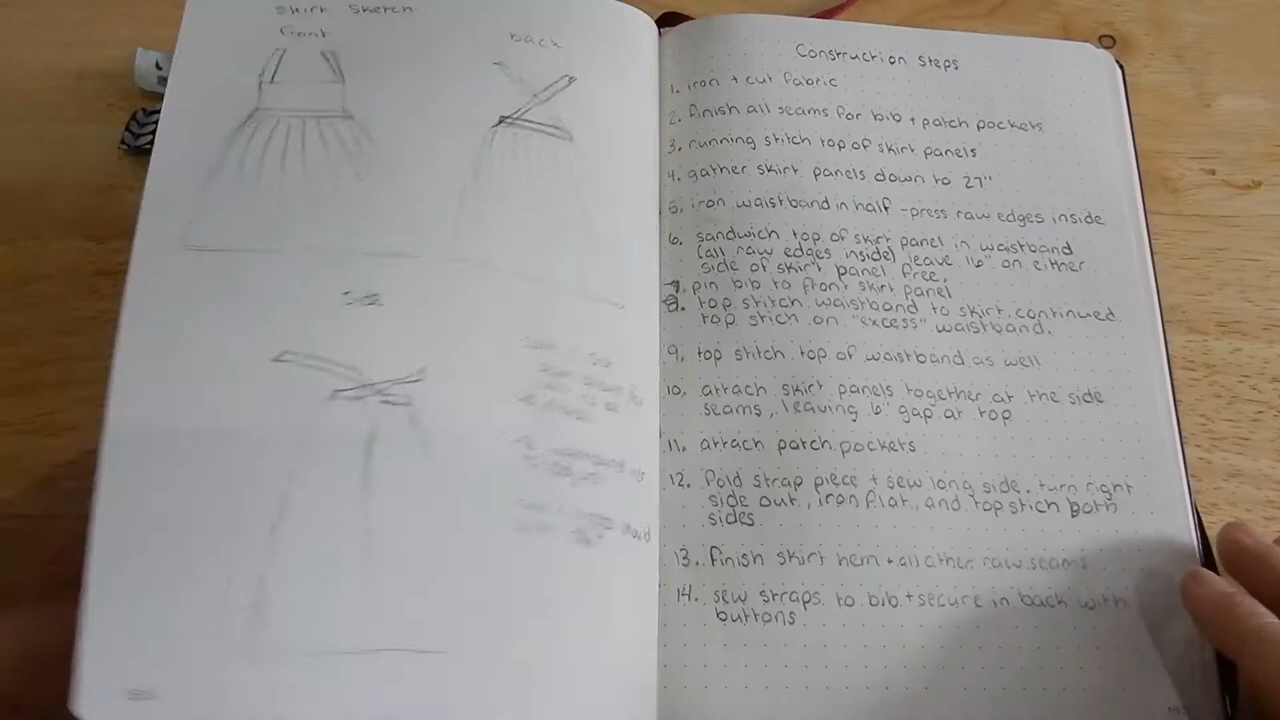 Skirt Sketch
front
back
Side
Construction Steps
1. iron + cut fabric
2. finish all seams for bib + patch pockets
3. running stitch top of skirt panels
4. gather skirt panels down to 27"
5. iron waistband in half - press raw edges inside
6. sandwich top of skirt panel in waistband
(all raw edges inside) leave 16" on either
side of skirt panel free.
7. pin bib to front skirt panel
8. top stitch waistband to skirt, continued
top stich on "excess" waistband.
9. top stitch top of waistband as well
10. attach skirt panels together at the side
seams, leaving 6" gap at top
11. attach patch pockets
12. fold strap piece + sew long side, turn right
side out, iron flat, and top stich both
sides
13. finish skirt hem + all other raw seams
14. sew straps to bib + secure in back with
buttons